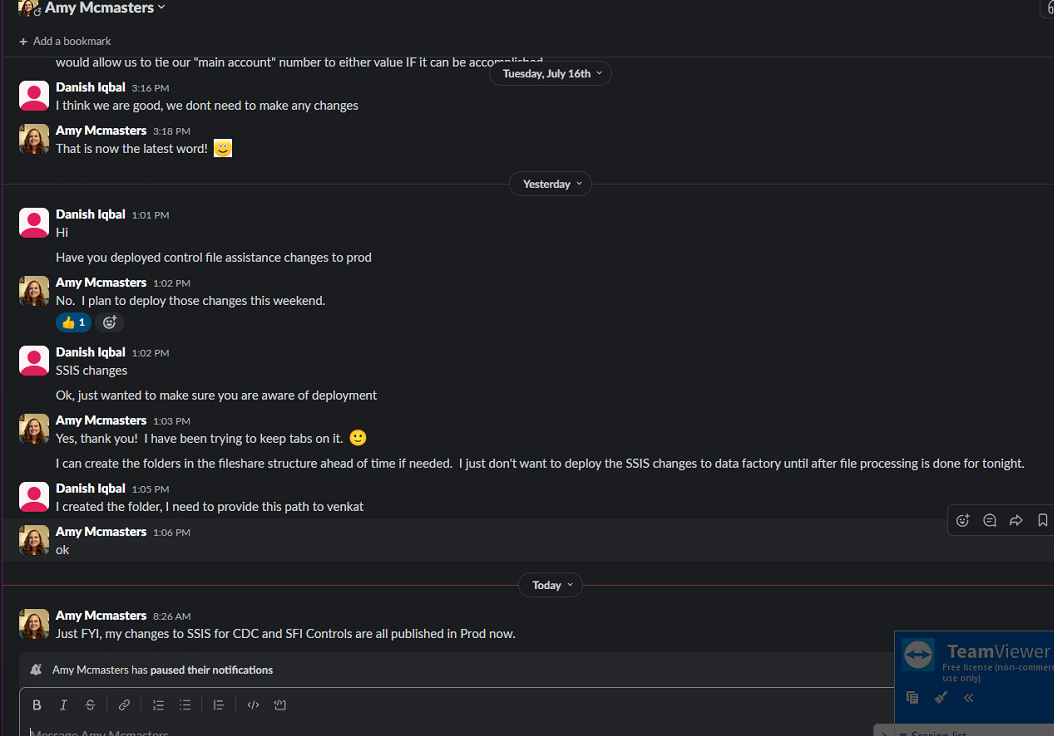 Amy Mcmasters
+ Add a bookmark
would allow us to tie our "main account" number to either value IF it can be accomplished
Tuesday, July 16th
Danish Iqbal 3:16 PM
I think we are good, we dont need to make any changes
Amy Mcmasters 3:18 PM
That is now the latest word!
Yesterday
Danish Iqbal 1:01 PM
Hi
Have you deployed control file assistance changes to prod
Amy Mcmasters 1:02 PM
No. I plan to deploy those changes this weekend.
1
Danish Iqbal 1:02 PM
SSIS changes
Ok, just wanted to make sure you are aware of deployment
Amy Mcmasters 1:03 PM
Yes, thank you! I have been trying to keep tabs on it.
I can create the folders in the fileshare structure ahead of time if needed. I just don't want to deploy the SSIS changes to data factory until after file processing is done for tonight.
Danish Iqbal 1:05 PM
I created the folder, I need to provide this path to venkat
Amy Mcmasters 1:06 PM
ok
Today
Amy Mcmasters 8:26 AM
Just FYI, my changes to SSIS for CDC and SFI Controls are all published in Prod now.
Amy Mcmasters has paused their notifications
TeamViewer
Free license (non-commerc
use only)
B I S
Message Amy Mcmasters
Session list